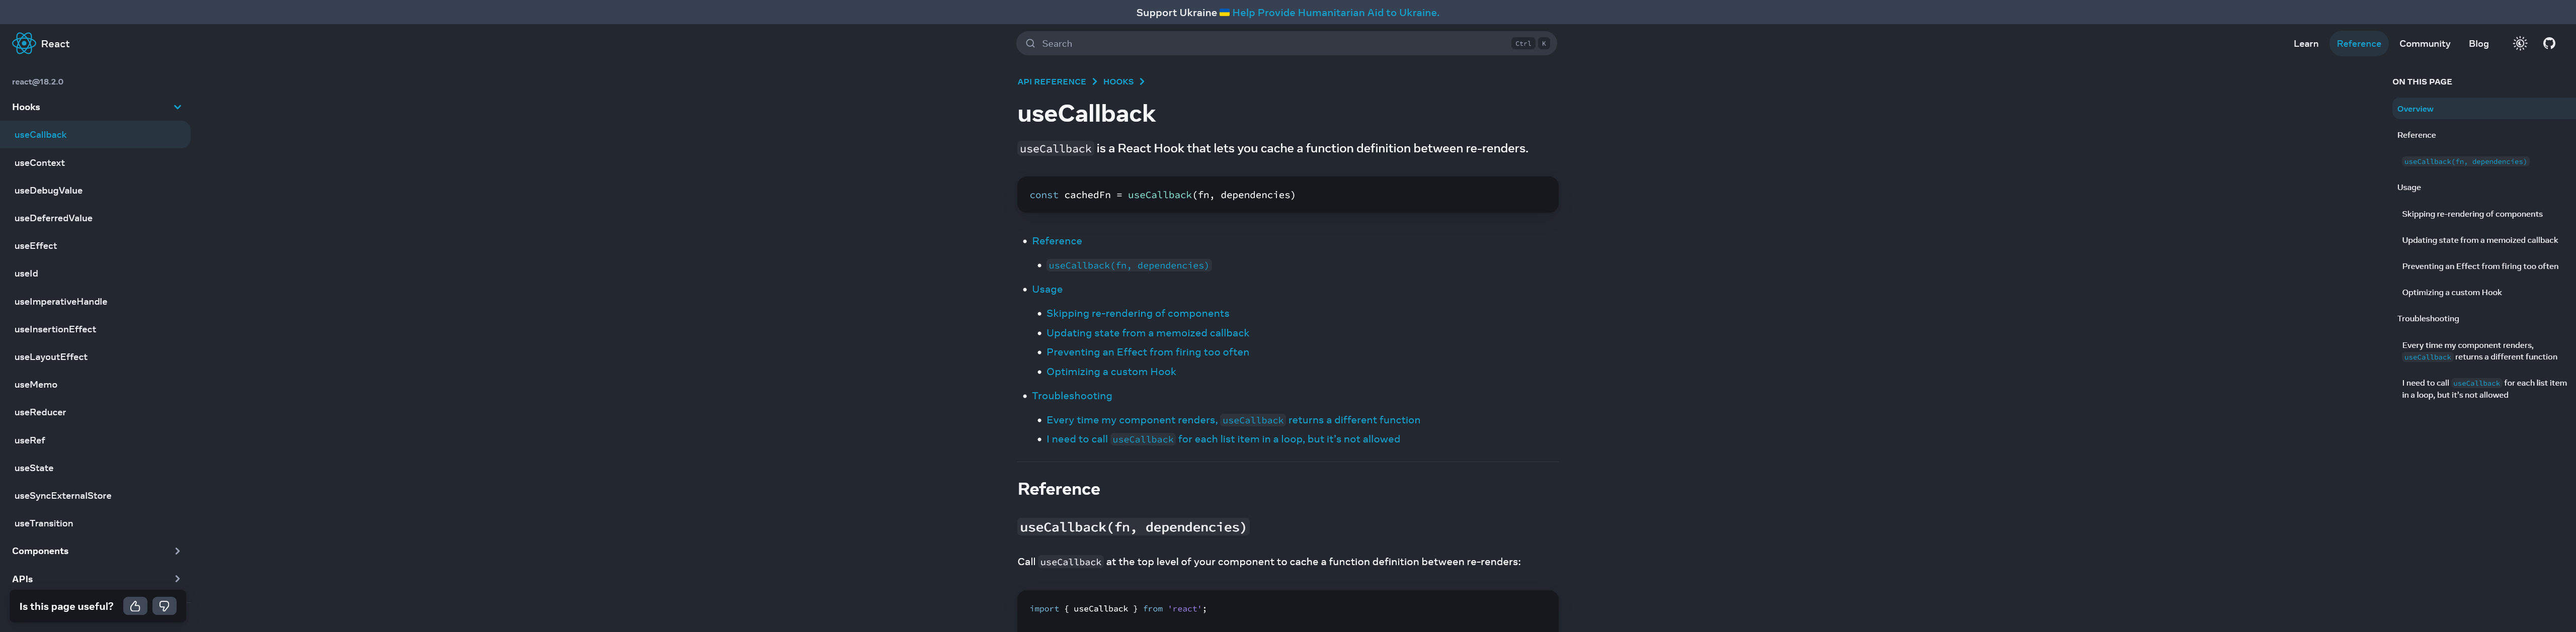 Support Ukraine 🇺🇦 Help Provide Humanitarian Aid to Ukraine.
React
Search
Ctrl K
Learn
Reference
Community
Blog
react@18.2.0
Hooks
useCallback
useContext
useDebugValue
useDeferredValue
useEffect
useId
useImperativeHandle
useInsertionEffect
useLayoutEffect
useMemo
useReducer
useRef
useState
useSyncExternalStore
useTransition
Components
APIs
Is this page useful?
API REFERENCE
HOOKS
useCallback
useCallback is a React Hook that lets you cache a function definition between re-renders.
const cachedFn = useCallback(fn, dependencies)
Reference
useCallback(fn, dependencies)
Usage
Skipping re-rendering of components
Updating state from a memoized callback
Preventing an Effect from firing too often
Optimizing a custom Hook
Troubleshooting
Every time my component renders, useCallback returns a different function
I need to call useCallback for each list item in a loop, but it's not allowed
Reference
useCallback(fn, dependencies)
Call useCallback at the top level of your component to cache a function definition between re-renders:
import { useCallback } from 'react';
ON THIS PAGE
Overview
Reference
useCallback(fn, dependencies)
Usage
Skipping re-rendering of components
Updating state from a memoized callback
Preventing an Effect from firing too often
Optimizing a custom Hook
Troubleshooting
Every time my component renders,
useCallback returns a different function
I need to call useCallback for each list item
in a loop, but it's not allowed